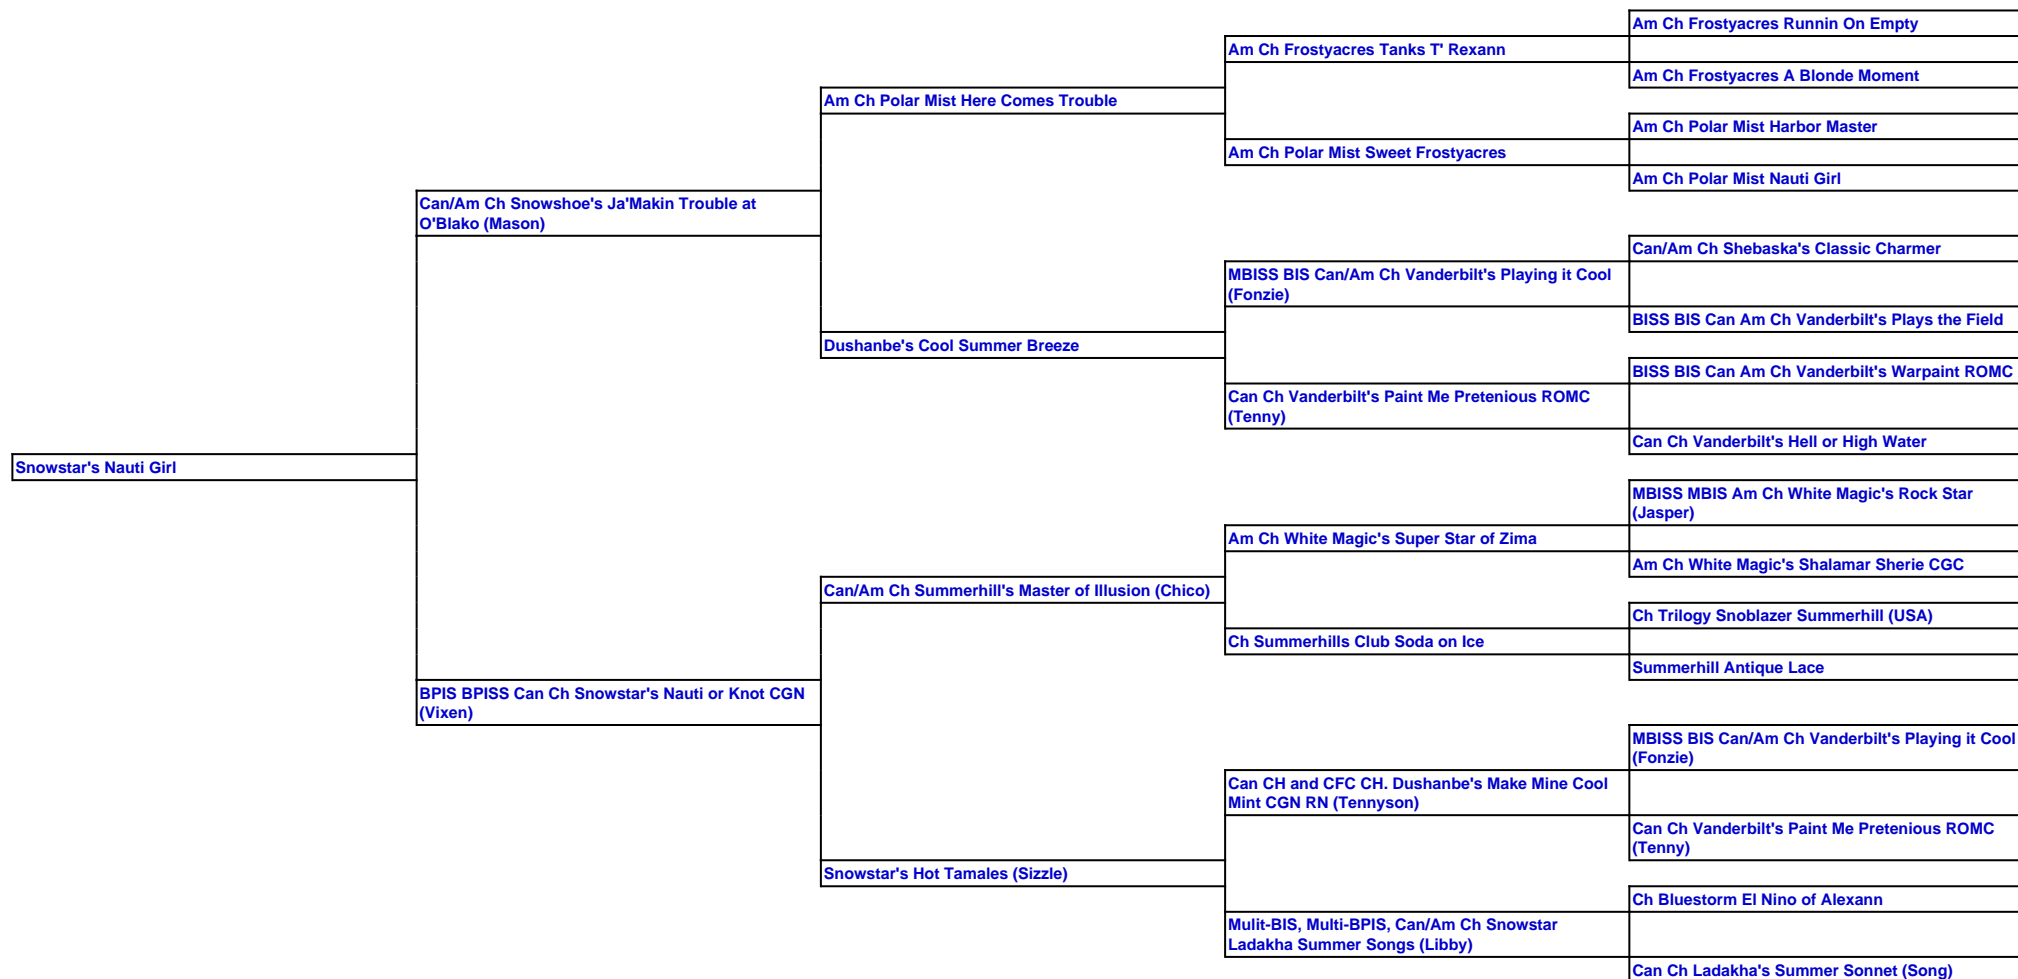 Am Ch Frostyacres Runnin On Empty
Am Ch Frostyacres Tanks T' Rexann
Am Ch Frostyacres A Blonde Moment
Am Ch Polar Mist Here Comes Trouble
Am Ch Polar Mist Harbor Master
Am Ch Polar Mist Sweet Frostyacres
Am Ch Polar Mist Nauti Girl
Can/Am Ch Snowshoe's Ja'Makin Trouble at
O'Blako (Mason)
Can/Am Ch Shebaska's Classic Charmer
MBISS BIS Can/Am Ch Vanderbilt's Playing it Cool
(Fonzie)
BISS BIS Can Am Ch Vanderbilt's Plays the Field
Dushanbe's Cool Summer Breeze
BISS BIS Can Am Ch Vanderbilt's Warpaint ROMC
Can Ch Vanderbilt's Paint Me Pretenious ROMC
(Tenny)
Can Ch Vanderbilt's Hell or High Water
Snowstar's Nauti Girl
MBISS MBIS Am Ch White Magic's Rock Star
(Jasper)
Am Ch White Magic's Super Star of Zima
Am Ch White Magic's Shalamar Sherie CGC
Can/Am Ch Summerhill's Master of Illusion (Chico)
Ch Trilogy Snoblazer Summerhill (USA)
Ch Summerhills Club Soda on Ice
Summerhill Antique Lace
BPIS BPISS Can Ch Snowstar's Nauti or Knot CGN
(Vixen)
MBISS BIS Can/Am Ch Vanderbilt's Playing it Cool
(Fonzie)
Can CH and CFC CH. Dushanbe's Make Mine Cool
Mint CGN RN (Tennyson)
Can Ch Vanderbilt's Paint Me Pretenious ROMC
(Tenny)
Snowstar's Hot Tamales (Sizzle)
Ch Bluestorm El Nino of Alexann
Mulit-BIS, Multi-BPIS, Can/Am Ch Snowstar
Ladakha Summer Songs (Libby)
Can Ch Ladakha's Summer Sonnet (Song)